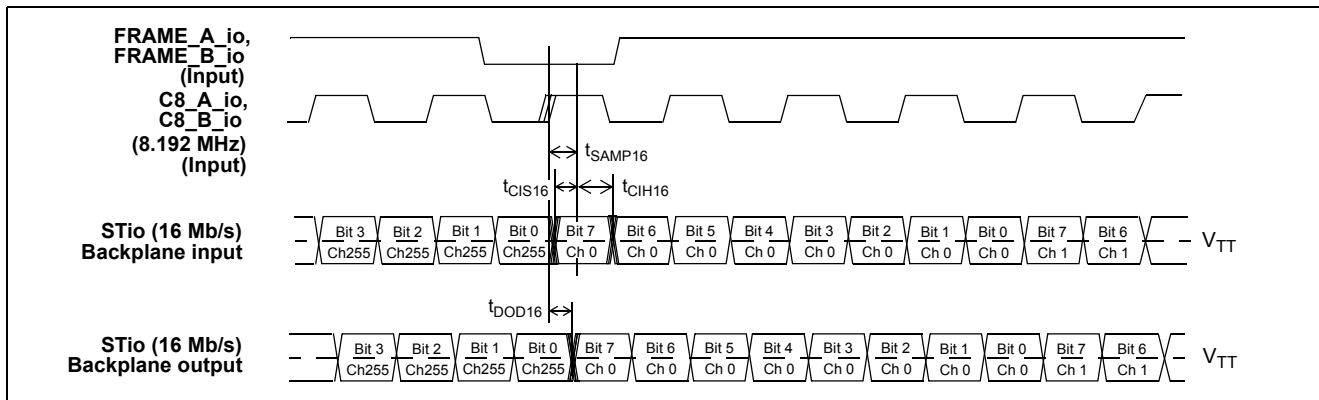 FRAME_A_io,
FRAME_B_io
(Input)
C8_A_io,
C8_B_io
(8.192 MHz)
(Input)
tSAMP16
tCIS16
tCIH16
STio (16 Mb/s)
Backplane input
Bit 3 Bit 2 Bit 1 Bit 0 Bit 7 Bit 6 Bit 5 Bit 4 Bit 3 Bit 2 Bit 1 Bit 0 Bit 7 Bit 6
Ch255 Ch255 Ch255 Ch255 Ch 0 Ch 0 Ch 0 Ch 0 Ch 0 Ch 0 Ch 0 Ch 0 Ch 1 Ch 1
VTT
tDOD16
STio (16 Mb/s)
Backplane output
Bit 3 Bit 2 Bit 1 Bit 0 Bit 7 Bit 6 Bit 5 Bit 4 Bit 3 Bit 2 Bit 1 Bit 0 Bit 7 Bit 6
Ch255 Ch255 Ch255 Ch255 Ch 0 Ch 0 Ch 0 Ch 0 Ch 0 Ch 0 Ch 0 Ch 0 Ch 1 Ch 1
VTT